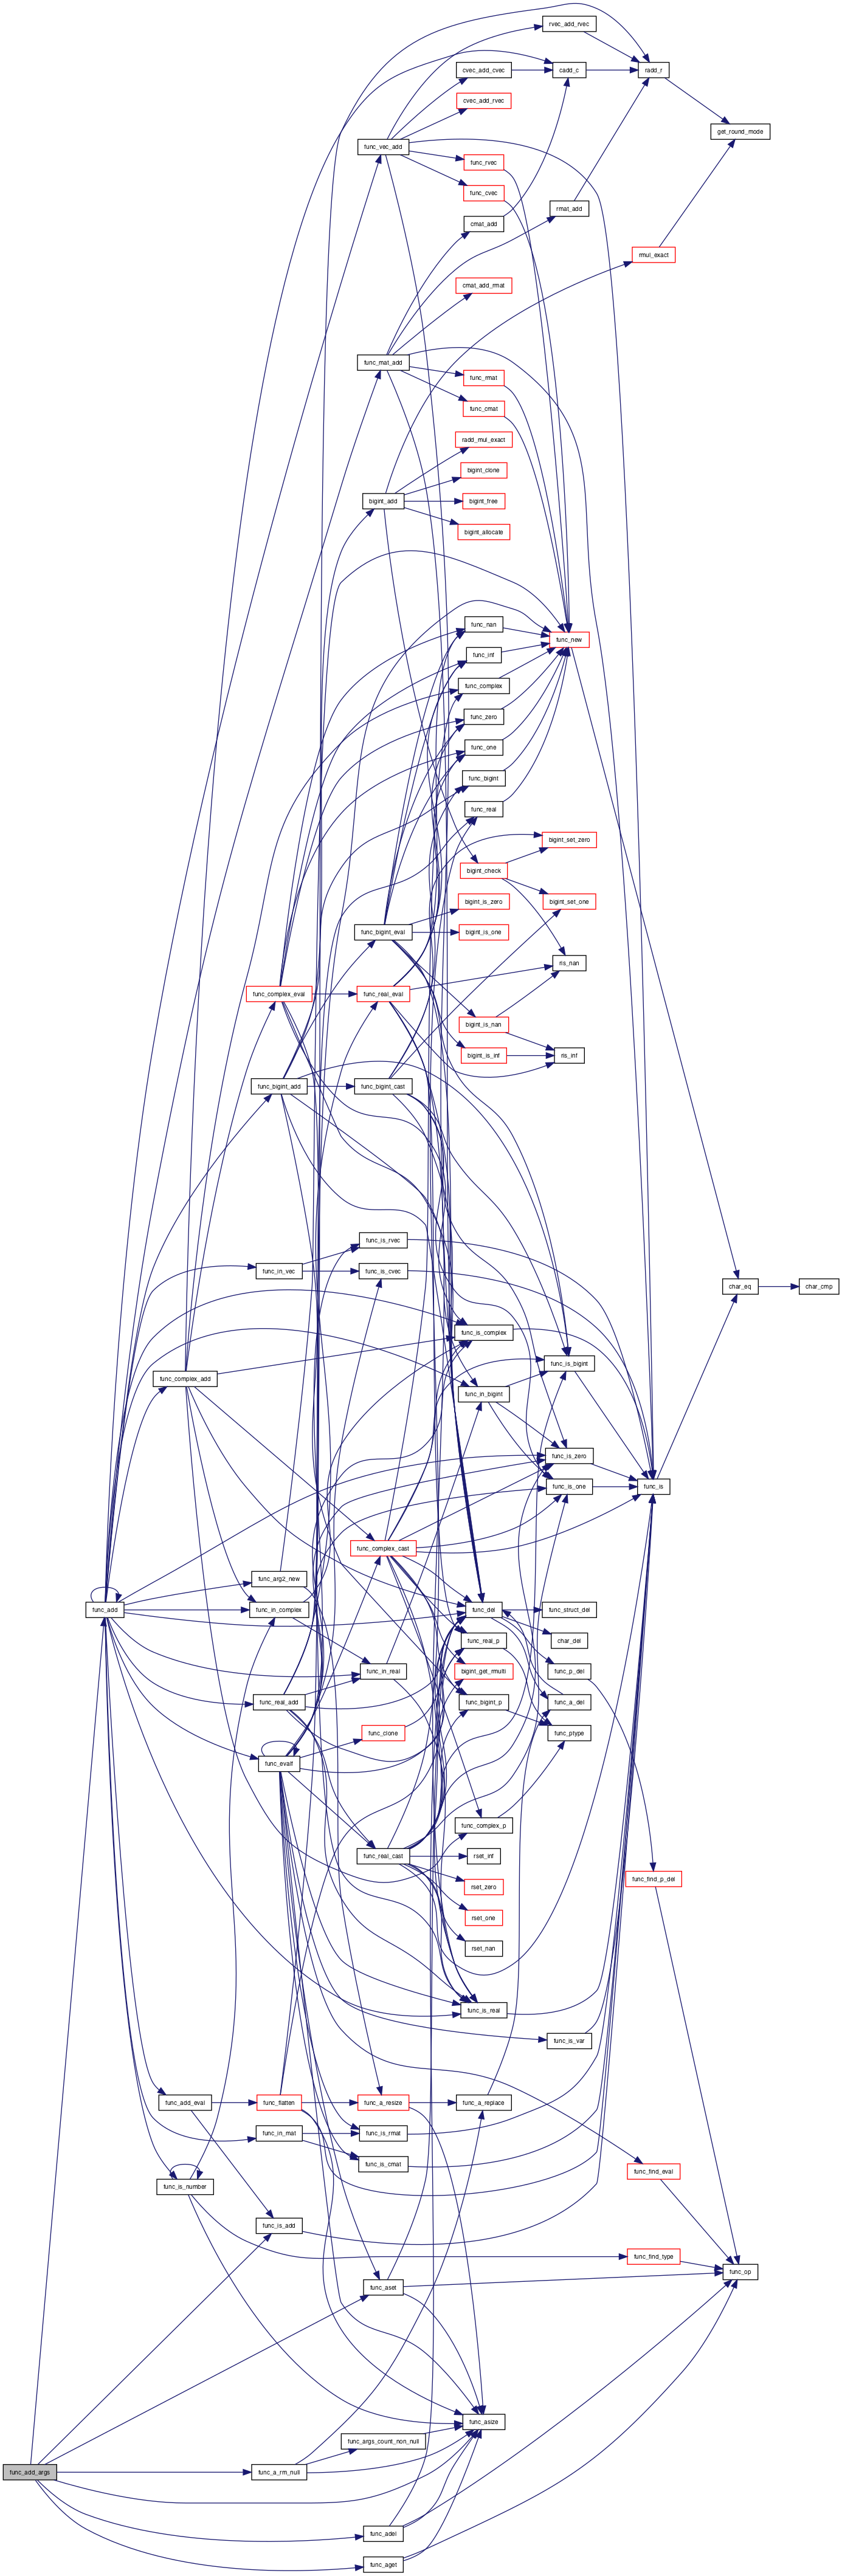 rvec_add_rvec
cvec_add_cvec
cadd_c
radd_r
cvec_add_rvec
get_round_mode
func_vec_add
func_rvec
func_cvec
rmat_add
cmat_add
rmul_exact
cmat_add_rmat
func_mat_add
func_rmat
func_cmat
radd_mul_exact
bigint_clone
bigint_add
bigint_free
bigint_allocate
func_nan
func_new
func_inf
func_complex
func_zero
func_one
func_bigint
func_real
bigint_set_zero
bigint_check
bigint_is_zero
bigint_set_one
func_bigint_eval
bigint_is_one
ris_nan
func_complex_eval
func_real_eval
bigint_is_nan
bigint_is_inf
ris_inf
func_bigint_add
func_bigint_cast
func_is_rvec
func_in_vec
func_is_cvec
char_eq
char_cmp
func_is_complex
func_is_bigint
func_complex_add
func_in_bigint
func_is_zero
func_is_one
func_is
func_complex_cast
func_arg2_new
func_add
func_in_complex
func_del
func_struct_del
func_real_p
char_del
func_in_real
bigint_get_rmulti
func_p_del
func_real_add
func_bigint_p
func_a_del
func_clone
func_ptype
func_evalf
func_complex_p
func_real_cast
rset_inf
func_find_p_del
rset_zero
rset_one
rset_nan
func_is_real
func_is_var
func_add_eval
func_flatten
func_a_resize
func_a_replace
func_in_mat
func_is_rmat
func_is_cmat
func_find_eval
func_is_number
func_is_add
func_find_type
func_op
func_aset
func_asize
func_args_count_non_null
func_add_args
func_a_rm_null
func_adel
func_aget